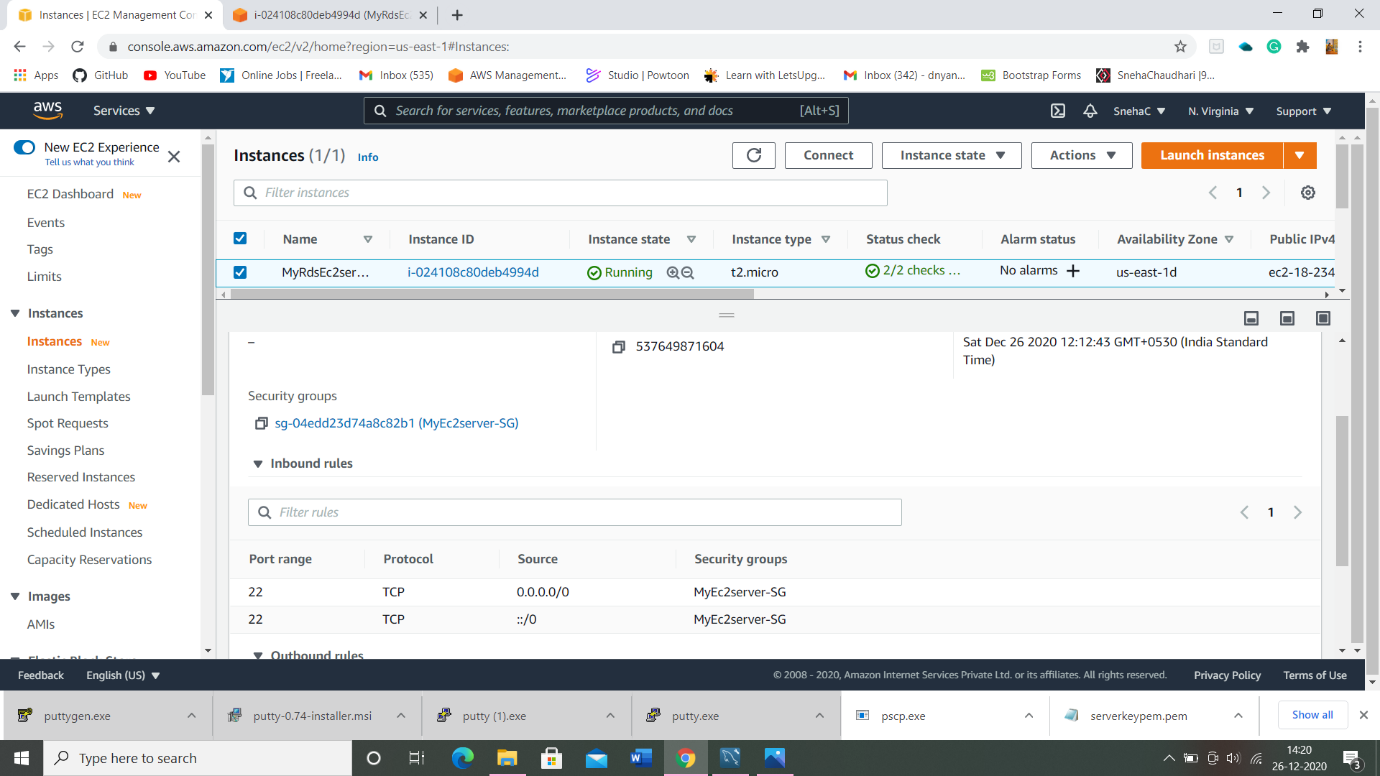 Instances | EC2 Management Con
i-024108c80deb4994d (MyRdsEc
console.aws.amazon.com/ec2/v2/home?region=us-east-1#Instances:
Apps GitHub YouTube Online Jobs | Freela... Inbox (535) AWS Management... Studio | Powtoon Learn with LetsUpg... Inbox (342) - dnyan... Bootstrap Forms SnehaChaudhari |9...
aws Services Search for services, features, marketplace products, and docs [Alt+S] SnehaC N. Virginia Support
New EC2 Experience
Tell us what you think
EC2 Dashboard New
Events
Tags
Limits
Instances
Instances New
Instance Types
Launch Templates
Spot Requests
Savings Plans
Reserved Instances
Dedicated Hosts New
Scheduled Instances
Capacity Reservations
Images
AMIs
Instances (1/1) Info Connect Instance state Actions Launch instances
Filter instances 1
Name Instance ID Instance state Instance type Status check Alarm status Availability Zone Public IPv4
MyRdsEc2ser... i-024108c80deb4994d Running t2.micro 2/2 checks ... No alarms + us-east-1d ec2-18-234
– 537649871604 Sat Dec 26 2020 12:12:43 GMT+0530 (India Standard
Time)
Security groups
sg-04edd23d74a8c82b1 (MyEc2server-SG)
Inbound rules
Filter rules 1
Port range Protocol Source Security groups
22 TCP 0.0.0.0/0 MyEc2server-SG
22 TCP ::/0 MyEc2server-SG
Outbound rules
Feedback English (US) © 2008 - 2020, Amazon Internet Services Private Ltd. or its affiliates. All rights reserved. Privacy Policy Terms of Use
puttygen.exe putty-0.74-installer.msi putty (1).exe putty.exe pscp.exe serverkeypem.pem Show all
Type here to search
14:20
26-12-2020
3